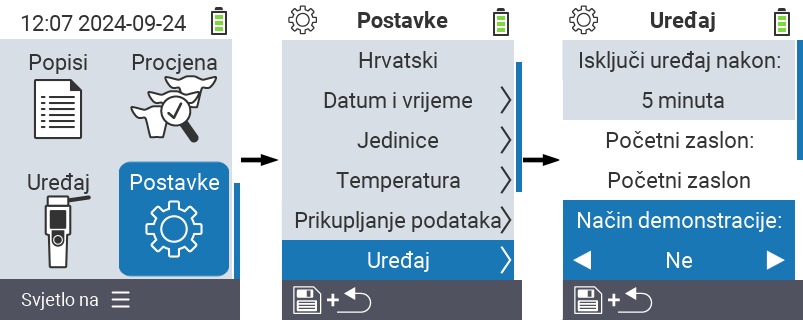 12:07 2024-09-24
Popisi
Procjena
Uređaj
Postavke
Svjetlo na
Postavke
Hrvatski
Datum i vrijeme
Jedinice
Temperatura
Prikupljanje podataka
Uređaj
Uređaj
Isključi uređaj nakon:
5 minuta
Početni zaslon:
Početni zaslon
Način demonstracije:
Ne